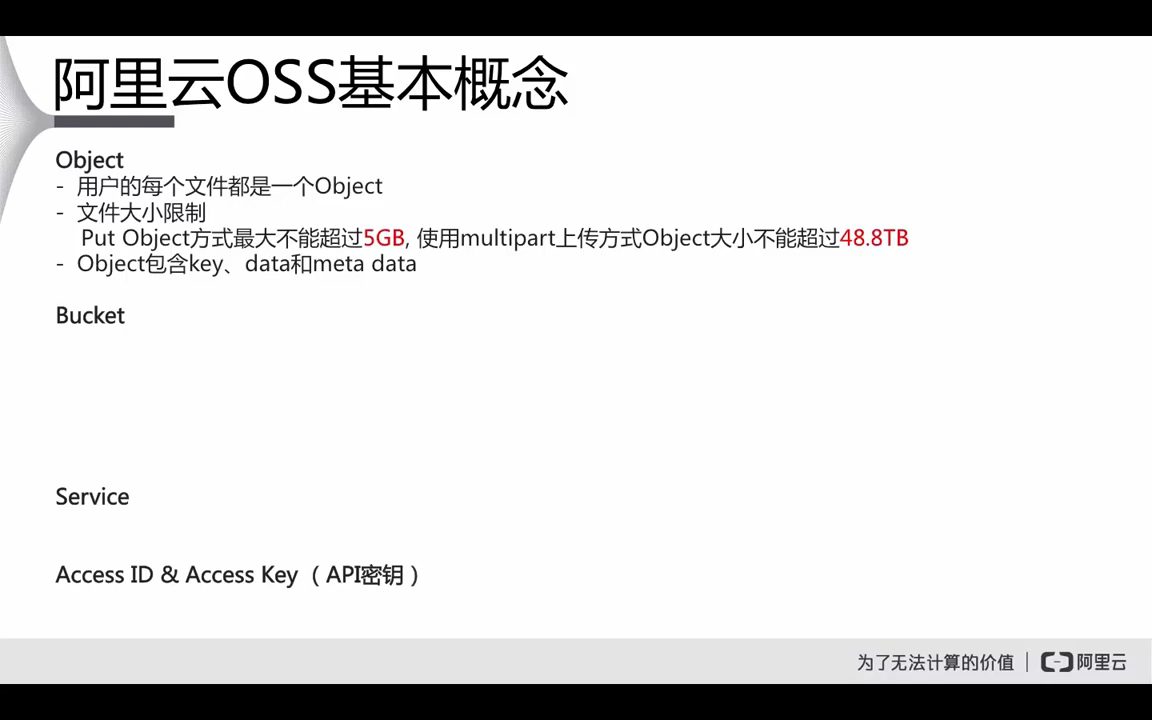 阿里云OSS基本概念
Object
- 用户的每个文件都是一个Object
- 文件大小限制
Put Object方式最大不能超过5GB, 使用multipart上传方式Object大小不能超过48.8TB
- Object包含key、data和meta data
Bucket
Service
Access ID & Access Key （API密钥）
为了无法计算的价值 | 阿里云